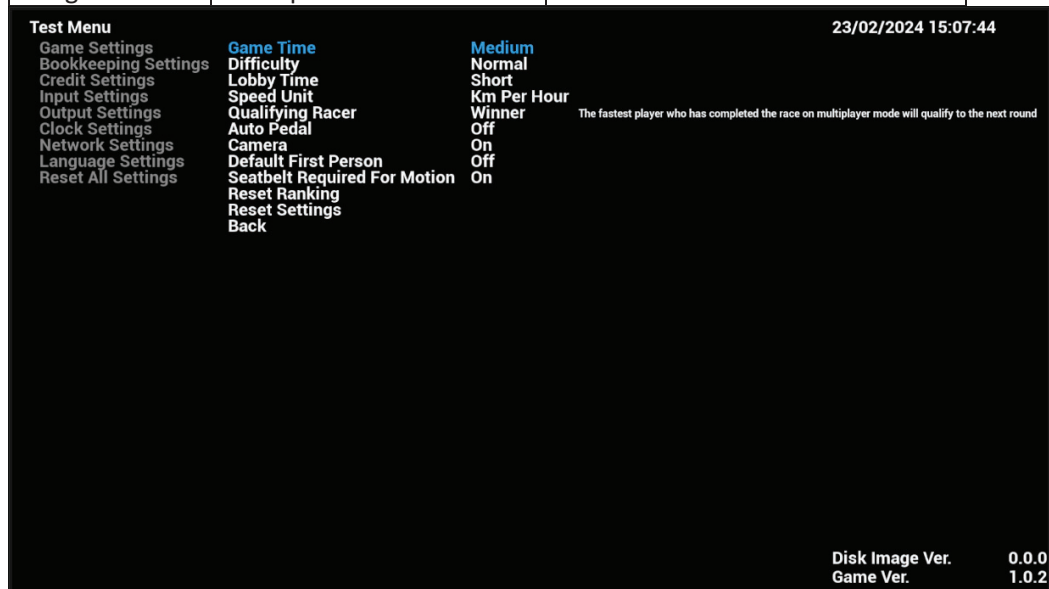 Test Menu 23/02/2024 15:07:44
Game Settings Game Time Medium
Bookkeeping Settings Difficulty Normal
Credit Settings Lobby Time Short
Input Settings Speed Unit Km Per Hour
Output Settings Qualifying Racer Winner The fastest player who has completed the race on multiplayer mode will qualify to the next round
Clock Settings Auto Pedal Off
Network Settings Camera On
Language Settings Default First Person Off
Reset All Settings Seatbelt Required For Motion On
Reset Ranking
Reset Settings
Back
Disk Image Ver. 0.0.0
Game Ver. 1.0.2